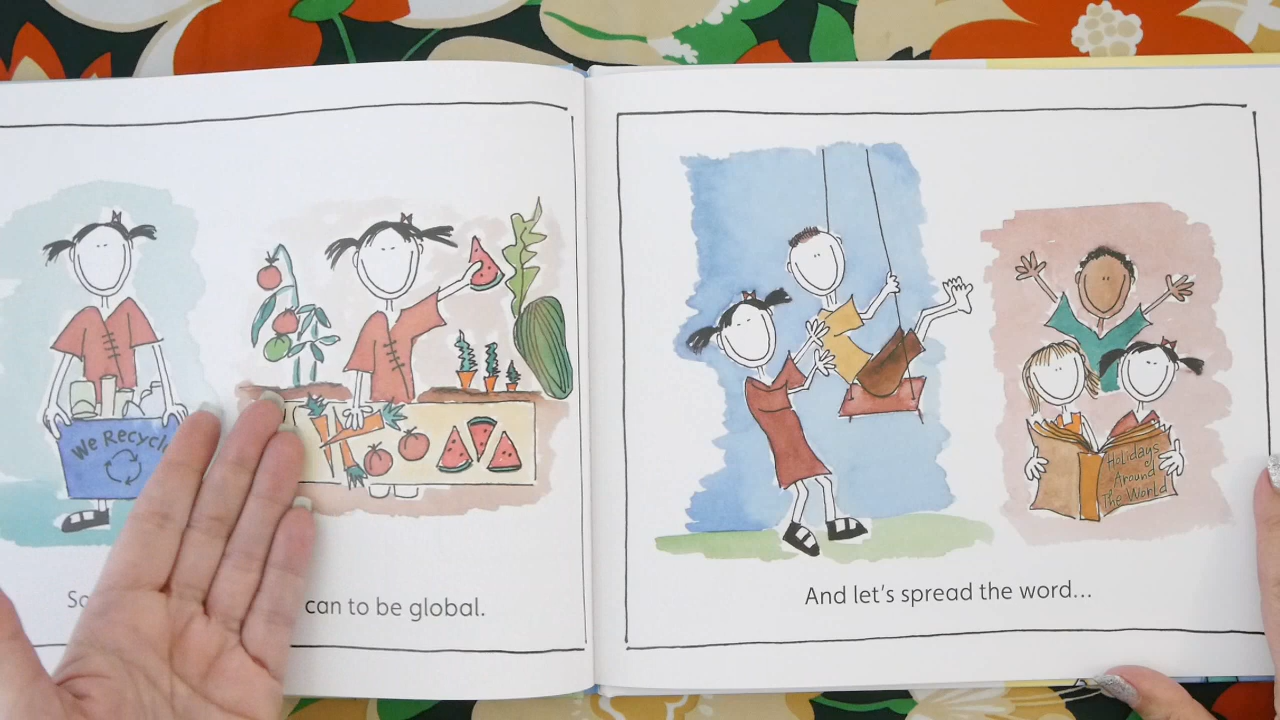 We Recycl
So
can to be global.
And let's spread the word...
Holidays
Around
The World